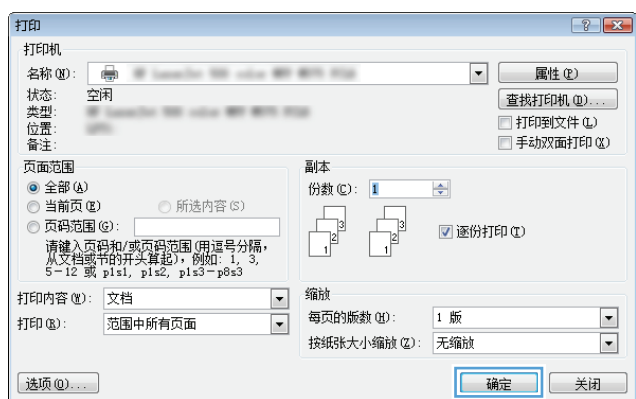 打印
打印机
名称(N):
属性(P)
状态: 空闲
查找打印机(D)...
类型:
位置:
打印到文件(L)
备注:
手动双面打印(X)
页面范围
全部(A)
当前页(E) 所选内容(S)
页码范围(G):
请键入页码和/或页码范围(用逗号分隔,
从文档或节的开头算起),例如: 1, 3,
5-12 或 p1s1, p1s2, p1s3-p8s3
副本
份数(C): 1
3 3
2 2
1 1
逐份打印(T)
打印内容(W): 文档
打印(R): 范围中所有页面
缩放
每页的版数(H): 1 版
按纸张大小缩放(Z): 无缩放
选项(O)...
确定
关闭